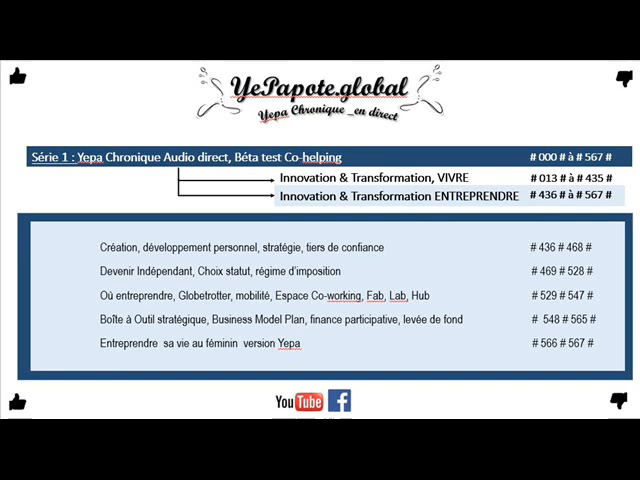 YePapote.global
Yepa Chronique _en direct
Série 1 : Yepa Chronique Audio direct, Béta test Co-helping # 000 # à # 567 #
Innovation & Transformation, VIVRE # 013 # à # 435 #
Innovation & Transformation ENTREPRENDRE # 436 # à # 567 #
Création, développement personnel, stratégie, tiers de confiance # 436 # 468 #
Devenir Indépendant, Choix statut, régime d'imposition # 469 # 528 #
Où entreprendre, Globetrotter, mobilité, Espace Co-working, Fab, Lab, Hub # 529 # 547 #
Boîte à Outil stratégique, Business Model Plan, finance participative, levée de fond # 548 # 565 #
Entreprendre sa vie au féminin version Yepa # 566 # 567 #
YouTube f